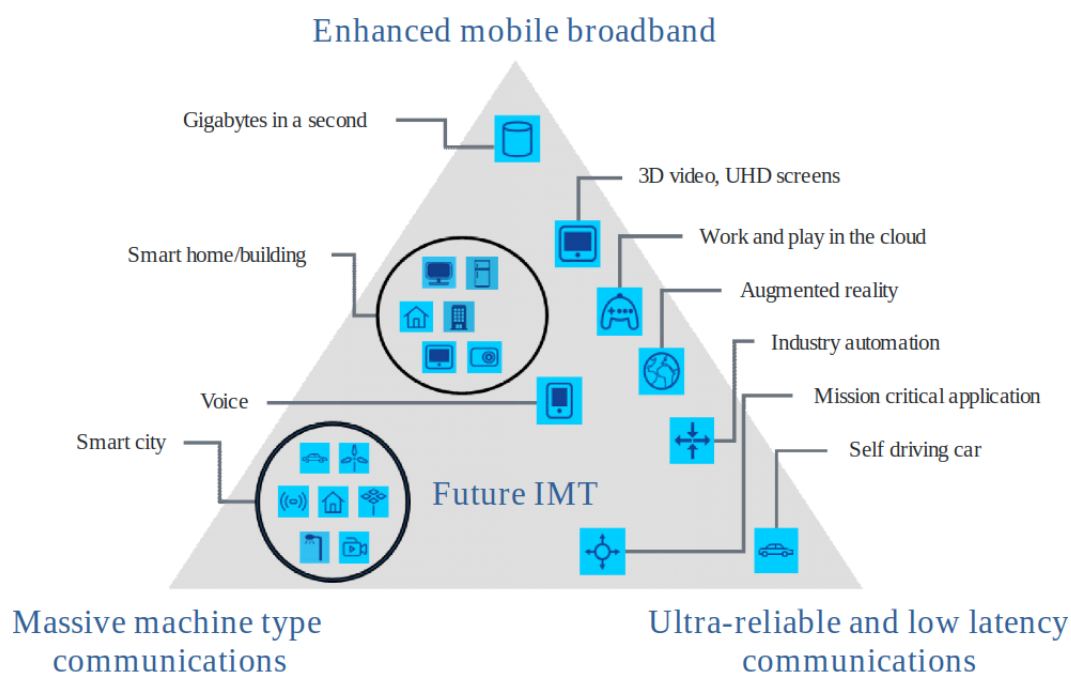 Enhanced mobile broadband
Gigabytes in a second
3D video, UHD screens
Work and play in the cloud
Smart home/building
Augmented reality
Industry automation
Mission critical application
Voice
Smart city
Self driving car
Future IMT
Massive machine type
communications
Ultra-reliable and low latency
communications